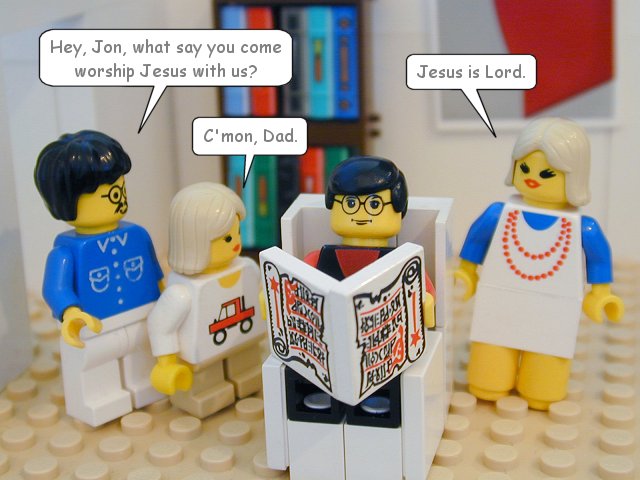 Hey, Jon, what say you come
worship Jesus with us?
C'mon, Dad.
Jesus is Lord.